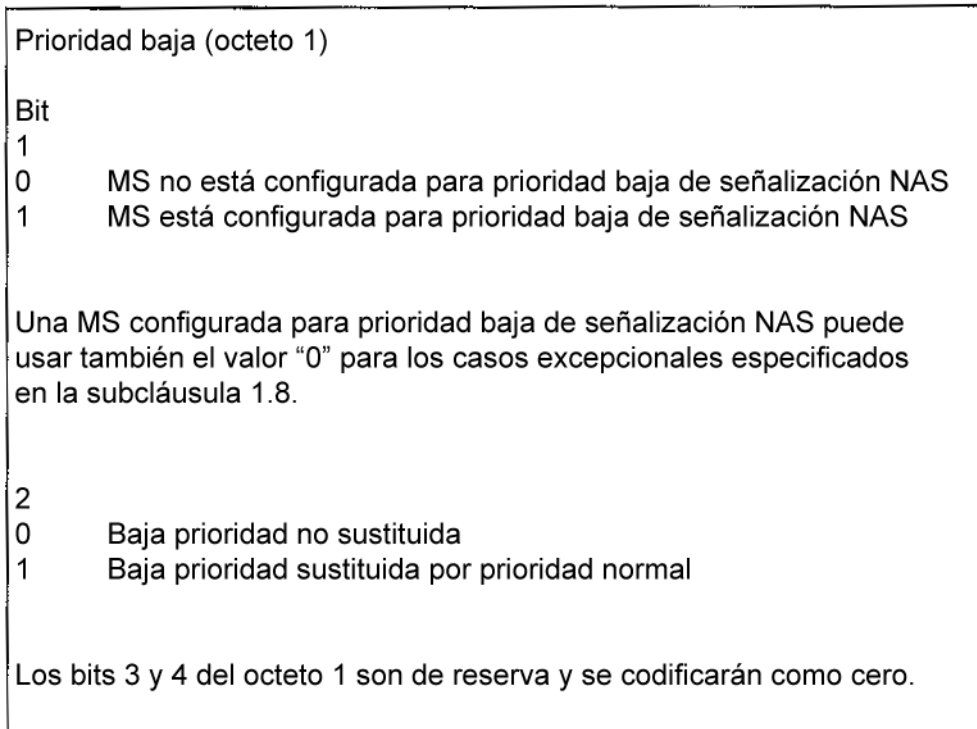 Prioridad baja (octeto 1)
Bit
1
0 MS no está configurada para prioridad baja de señalización NAS
1 MS está configurada para prioridad baja de señalización NAS
Una MS configurada para prioridad baja de señalización NAS puede
usar también el valor “0” para los casos excepcionales especificados
en la subcláusula 1.8.
2
0 Baja prioridad no sustituida
1 Baja prioridad sustituida por prioridad normal
Los bits 3 y 4 del octeto 1 son de reserva y se codificarán como cero.